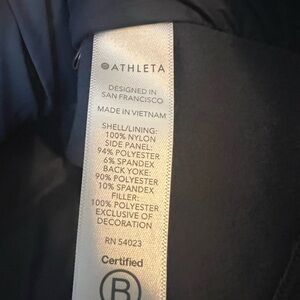 ATHLETA
DESIGNED IN
SAN FRANCISCO
MADE IN VIETNAM
SHELL/LINING:
100% NYLON
SIDE PANEL:
94% POLYESTER
6% SPANDEX
BACK YOKE:
90% POLYESTER
10% SPANDEX
FILLER:
100% POLYESTER
EXCLUSIVE OF
DECORATION
RN 54023
Certified
B